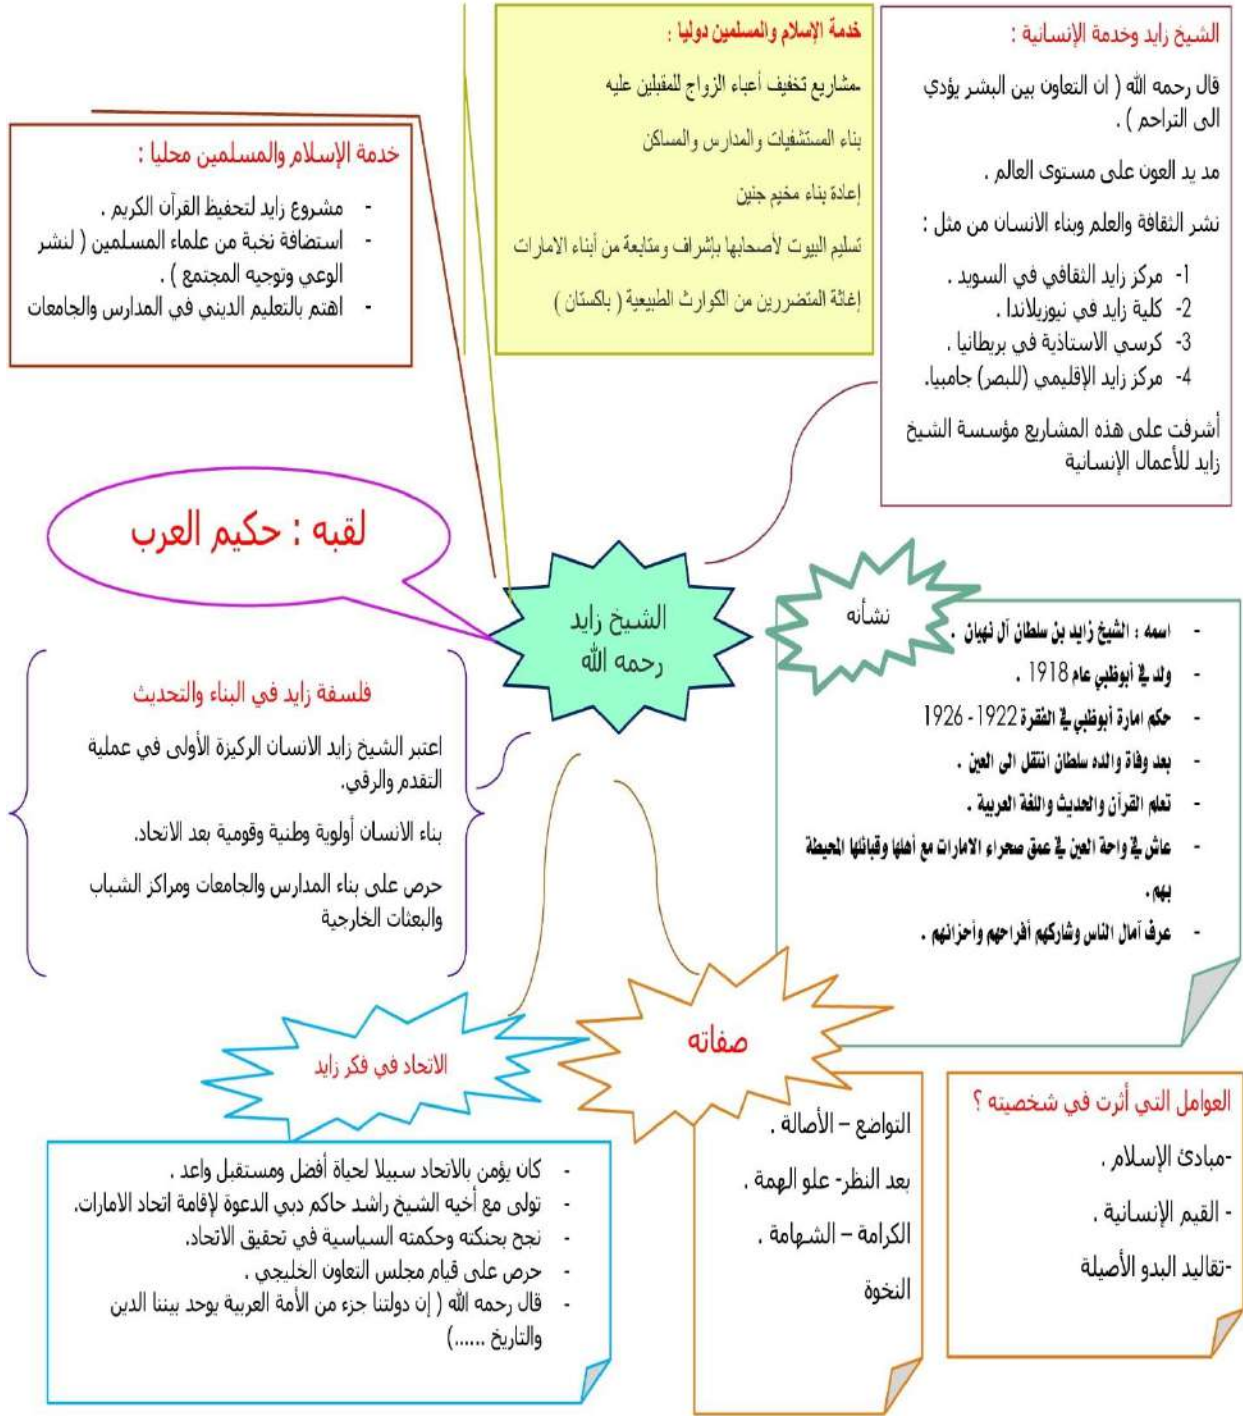 الشيخ زايد وخدمة الإنسانية :
قال رحمه الله ( ان التعاون بين البشر يؤدي
الى التراحم ) .
مد يد العون على مستوى العالم .
نشر الثقافة والعلم وبناء الانسان من مثل :
1- مركز زايد الثقافي في السويد .
2- كلية زايد في نيوزيلاندا .
3- كرسي الاستاذية في بريطانيا .
4- مركز زايد الإقليمي (للبصر) جامبيا.
أشرفت على هذه المشاريع مؤسسة الشيخ
زايد للأعمال الإنسانية
خدمة الإسلام والمسلمين دوليا :
-مشاريع تخفيف أعباء الزواج للمقبلين عليه
بناء المستشفيات والمدارس والمساكن
إعادة بناء مخيم جنين
تسليم البيوت لأصحابها بإشراف ومتابعة من أبناء الامارات
إغاثة المتضررين من الكوارث الطبيعية ( باكستان )
خدمة الإسلام والمسلمين محليا :
- مشروع زايد لتحفيظ القرآن الكريم .
- استضافة نخبة من علماء المسلمين ( لنشر
الوعي وتوجيه المجتمع ) .
- اهتم بالتعليم الديني في المدارس والجامعات
لقبه : حكيم العرب
الشيخ زايد
رحمه الله
نشأته
- اسمه : الشيخ زايد بن سلطان آل نهيان .
- ولد في أبوظبي عام 1918 .
- حكم امارة أبوظبي في الفقرة 1922- 1926
- بعد وفاة والده سلطان انتقل الى العين .
- تعلم القرآن والحديث واللغة العربية .
- عاش في واحة العين في عمق صحراء الامارات مع أهلها وقبائلها المحيطة
بهم .
- عرف آمال الناس وشاركهم أفراحهم وأحزانهم .
فلسفة زايد في البناء والتحديث
اعتبر الشيخ زايد الانسان الركيزة الأولى في عملية
التقدم والرقي.
بناء الانسان أولوية وطنية وقومية بعد الاتحاد.
حرص على بناء المدارس والجامعات ومراكز الشباب
والبعثات الخارجية
صفاته
التواضع – الأصالة .
بعد النظر- علو الهمة .
الكرامة – الشهامة .
النخوة
العوامل التي أثرت في شخصيته ؟
-مبادئ الإسلام .
- القيم الإنسانية .
-تقاليد البدو الأصيلة
الاتحاد في فكر زايد
- كان يؤمن بالاتحاد سبيلا لحياة أفضل ومستقبل واعد .
- تولى مع أخيه الشيخ راشد حاكم دبي الدعوة لإقامة اتحاد الامارات.
- نجح بحنكته وحكمته السياسية في تحقيق الاتحاد.
- حرص على قيام مجلس التعاون الخليجي .
- قال رحمه الله ( إن دولتنا جزء من الأمة العربية يوحد بيننا الدين
والتاريخ ......)